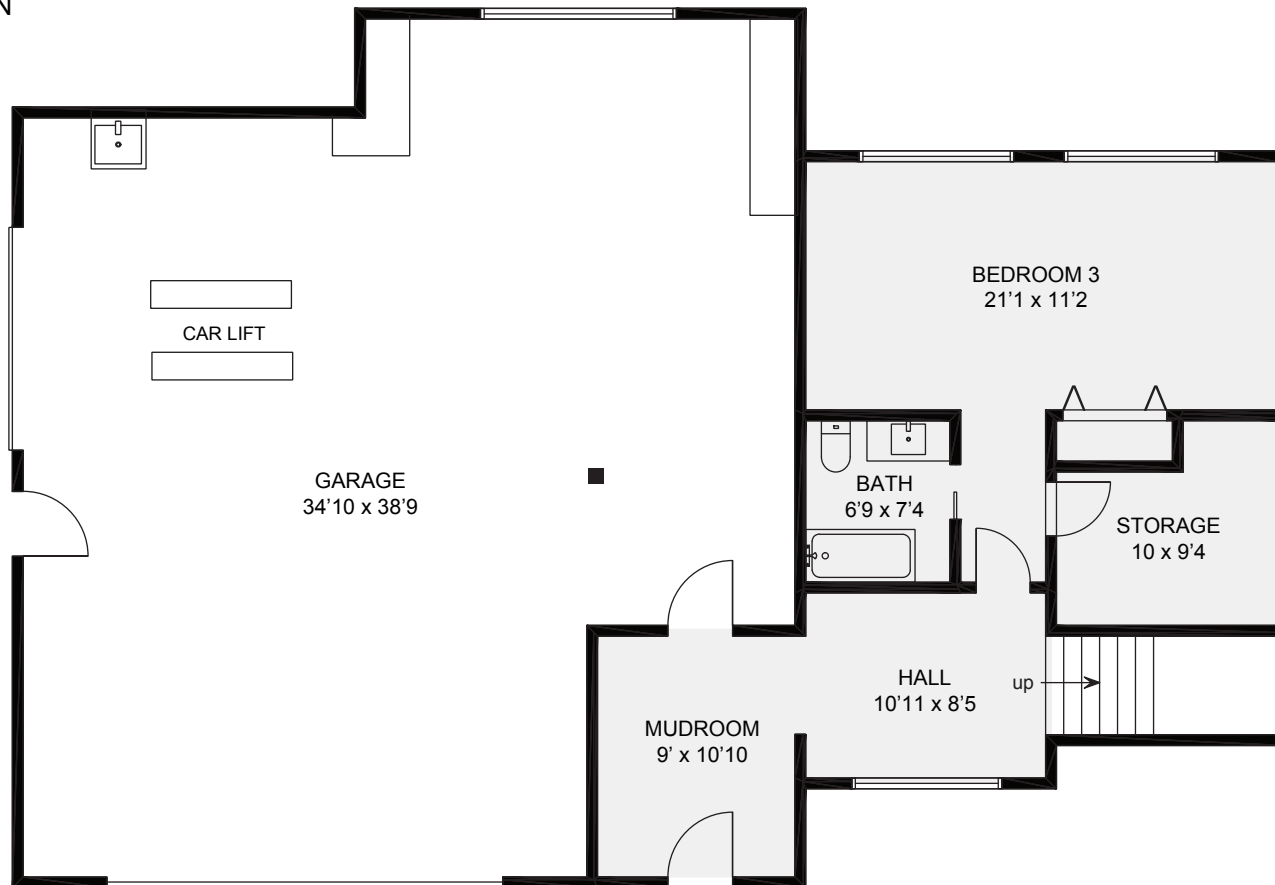 N
BEDROOM 3
21'1 x 11'2
CAR LIFT
GARAGE
34'10 x 38'9
BATH
6'9 x 7'4
STORAGE
10 x 9'4
HALL
10'11 x 8'5
up
MUDROOM
9' x 10'10